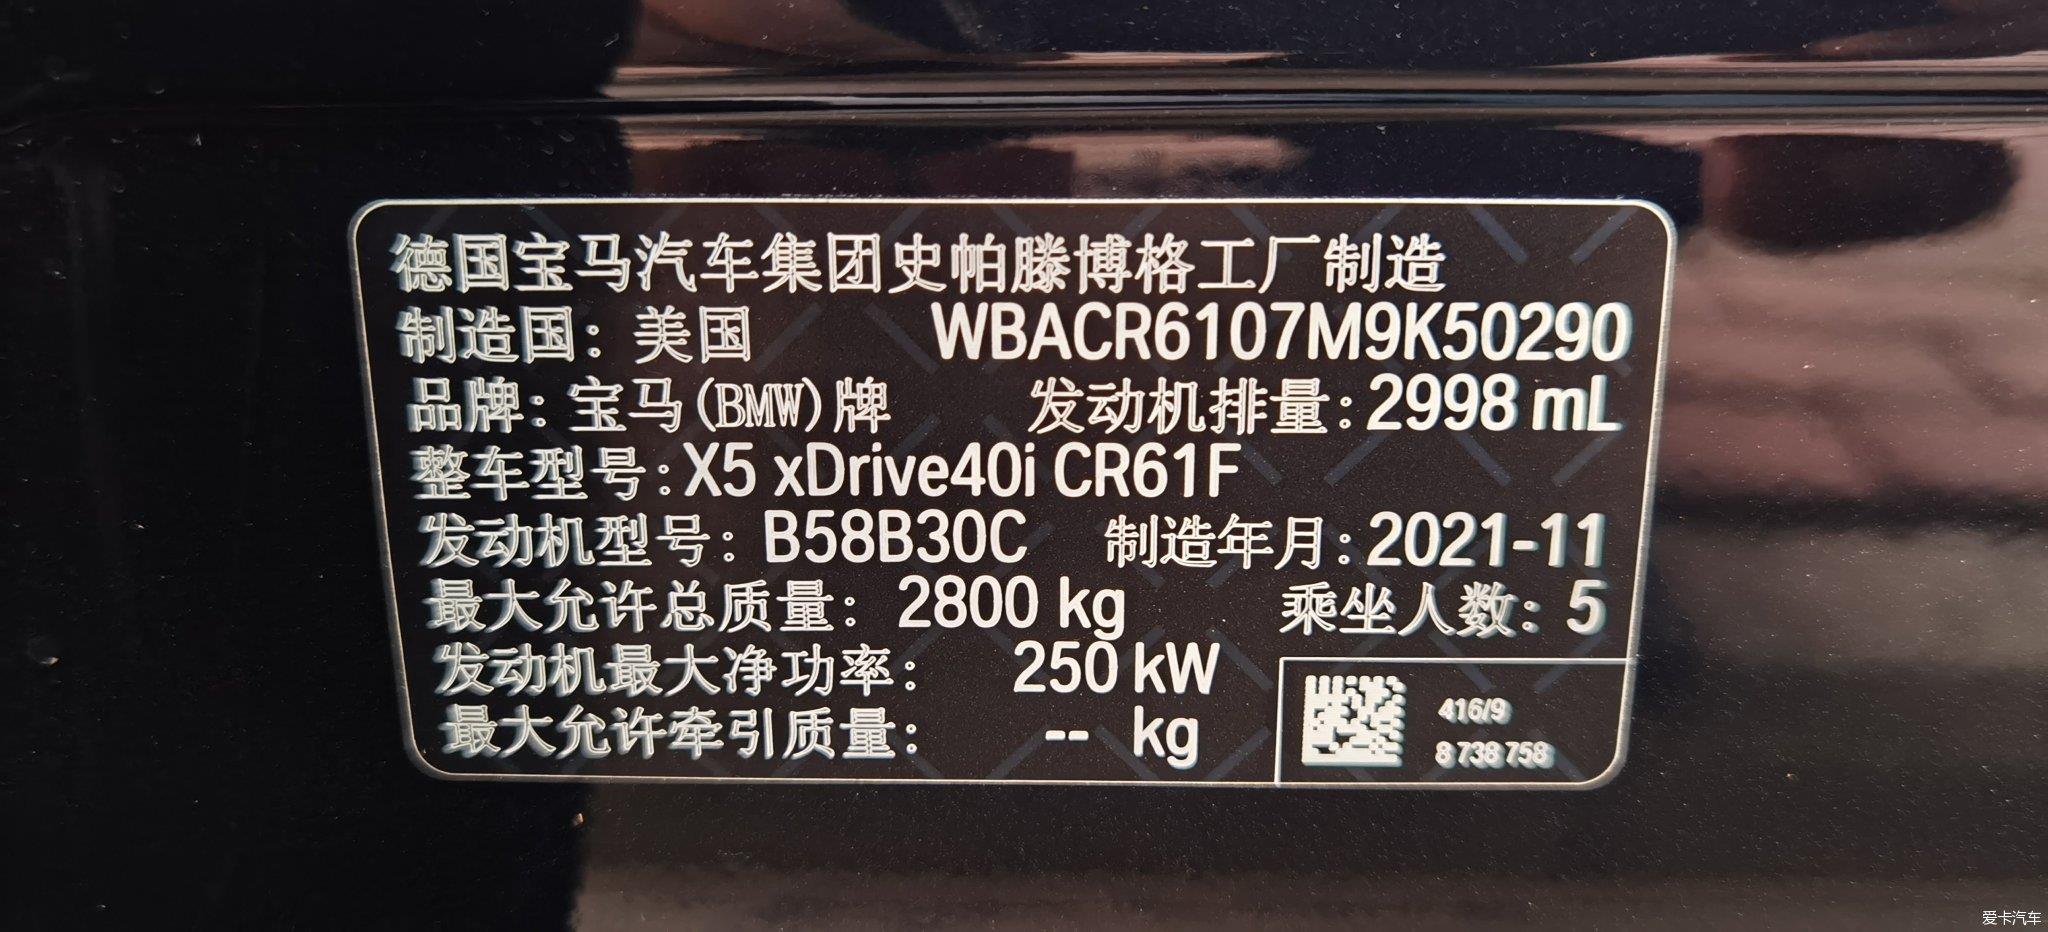 德国宝马汽车集团史帕滕博格工厂制造
制造国：美国 WBACR6107M9K50290
品牌：宝马(BMW)牌 发动机排量：2998 mL
整车型号：X5 xDrive40i CR61F
发动机型号：B58B30C 制造年月：2021-11
最大允许总质量：2800 kg 乘坐人数：5
发动机最大净功率：250 kW
最大允许牵引质量：-- kg
416/9
8 738 758
爱卡汽车